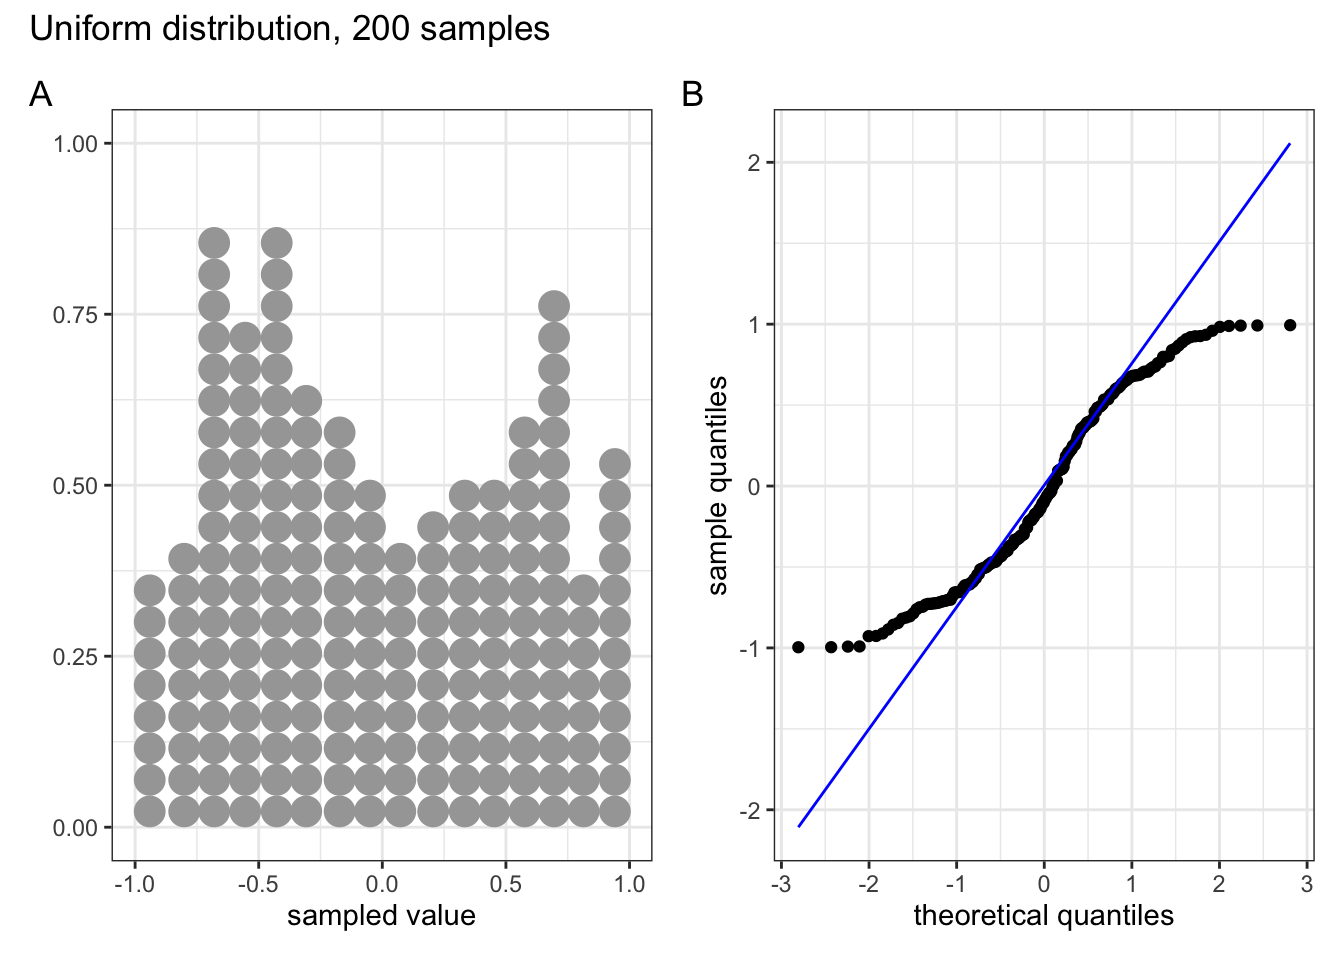 Uniform distribution, 200 samples
A
1.00
0.75
0.50
0.25
0.00
-1.0 -0.5 0.0 0.5 1.0
sampled value
B
sample quantiles
2
1
0
-1
-2
-3 -2 -1 0 1 2 3
theoretical quantiles